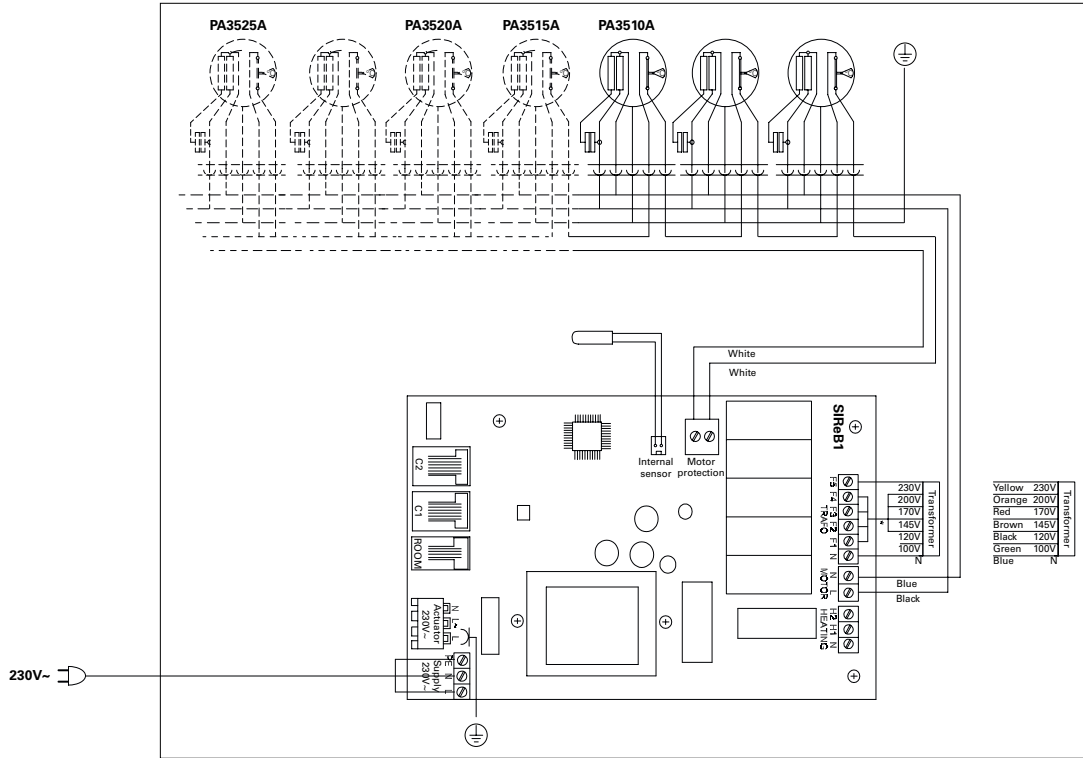 PA3525A PA3520A PA3515A PA3510A
White
White
SIReB1
Internal
sensor
Motor
protection
C2
C1
ROOM
F5
F4
F3
F2
F1
N
TRAFO
230V
200V
170V
145V
120V
100V
N
Transformer
*
Yellow 230V
Orange 200V
Red 170V
Brown 145V
Black 120V
Green 100V
Blue N
Transformer
N
L
MOTOR
Blue
Black
H2
H1
N
HEATING
Actuator
230V~
N
L
PE
N
L
Supply
230V~
230V~